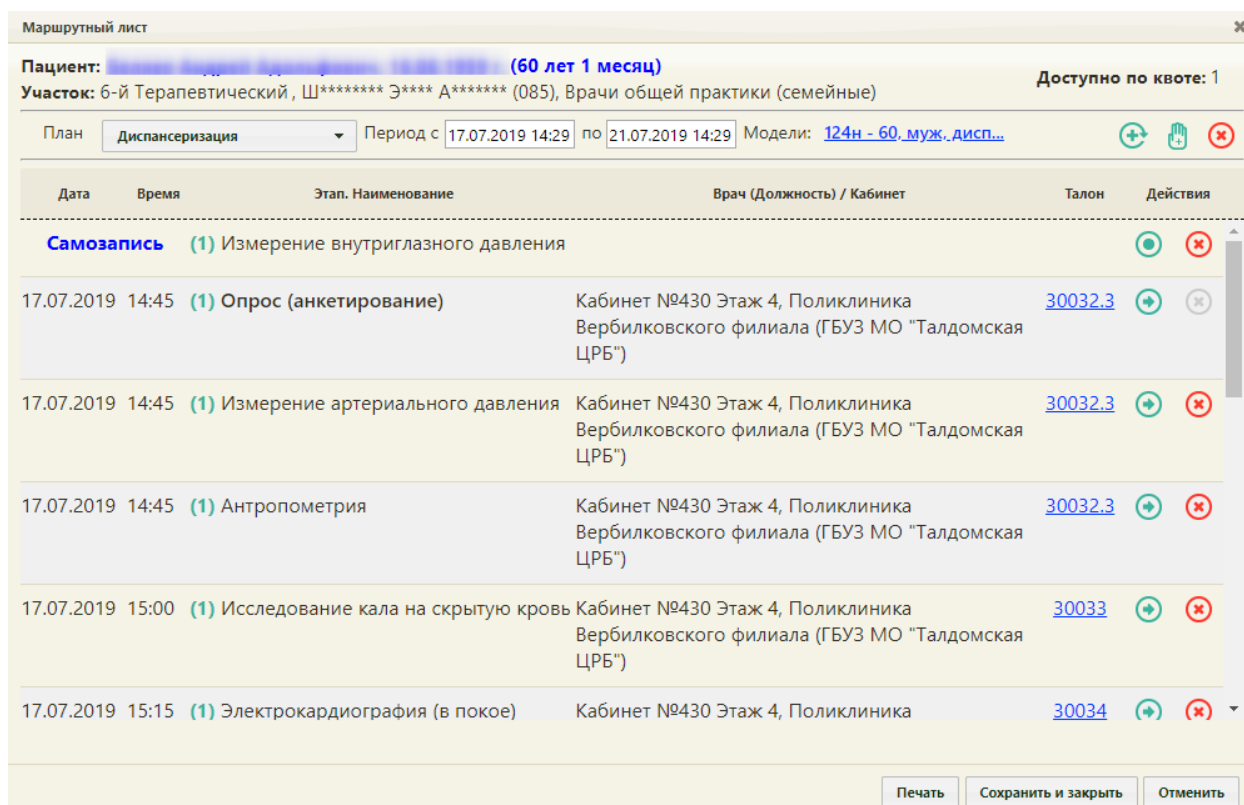 Маршрутный лист
Пациент: (60 лет 1 месяц)
Доступно по квоте: 1
Участок: 6-й Терапевтический , Ш******** Э**** А******* (085), Врачи общей практики (семейные)
План Диспансеризация Период с 17.07.2019 14:29 по 21.07.2019 14:29 Модели: 124н - 60, муж, дисп...
Дата Время Этап. Наименование Врач (Должность) / Кабинет Талон Действия
Самозапись (1) Измерение внутриглазного давления
17.07.2019 14:45 (1) Опрос (анкетирование) Кабинет №430 Этаж 4, Поликлиника 30032.3
Вербилковского филиала (ГБУЗ МО "Талдомская
ЦРБ")
17.07.2019 14:45 (1) Измерение артериального давления Кабинет №430 Этаж 4, Поликлиника 30032.3
Вербилковского филиала (ГБУЗ МО "Талдомская
ЦРБ")
17.07.2019 14:45 (1) Антропометрия Кабинет №430 Этаж 4, Поликлиника 30032.3
Вербилковского филиала (ГБУЗ МО "Талдомская
ЦРБ")
17.07.2019 15:00 (1) Исследование кала на скрытую кровь Кабинет №430 Этаж 4, Поликлиника 30033
Вербилковского филиала (ГБУЗ МО "Талдомская
ЦРБ")
17.07.2019 15:15 (1) Электрокардиография (в покое) Кабинет №430 Этаж 4, Поликлиника 30034
Печать Сохранить и закрыть Отменить